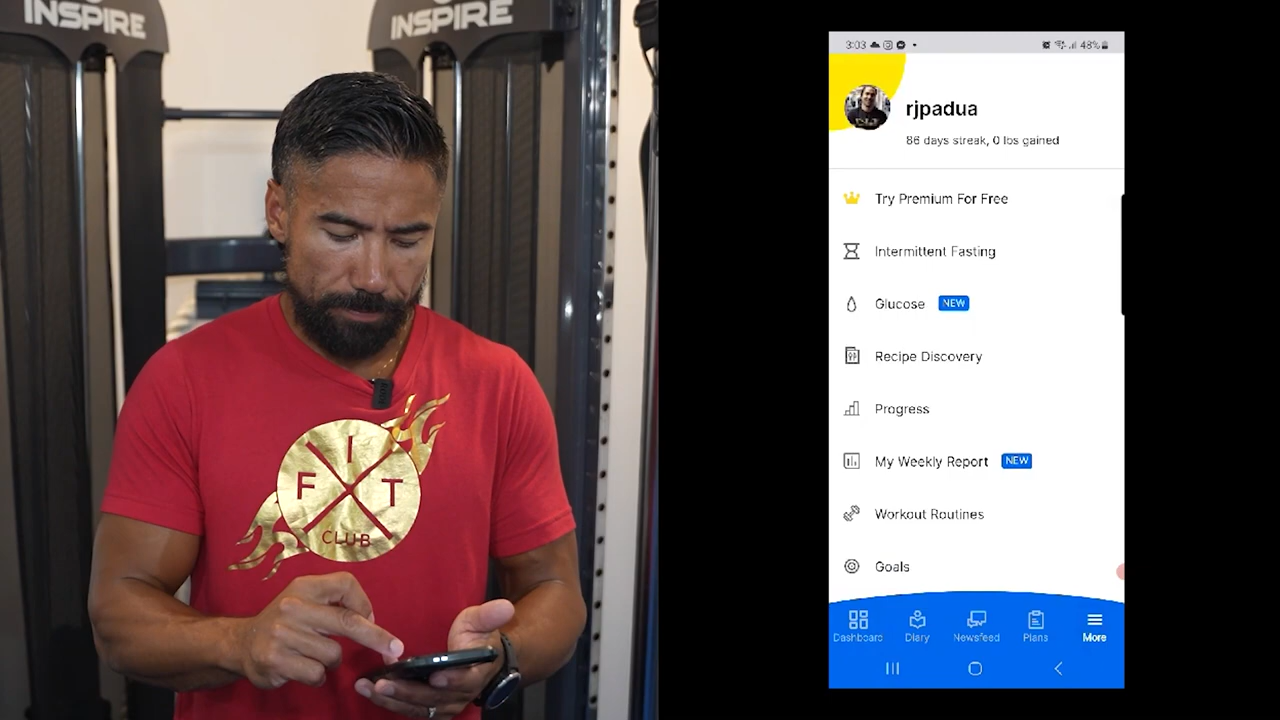 INSPIRE
INSPIRE
F I T
CLUB
3:03
48%
rjpadua
86 days streak, 0 lbs gained
Try Premium For Free
Intermittent Fasting
Glucose NEW
Recipe Discovery
Progress
My Weekly Report NEW
Workout Routines
Goals
Dashboard Diary Newsfeed Plans More